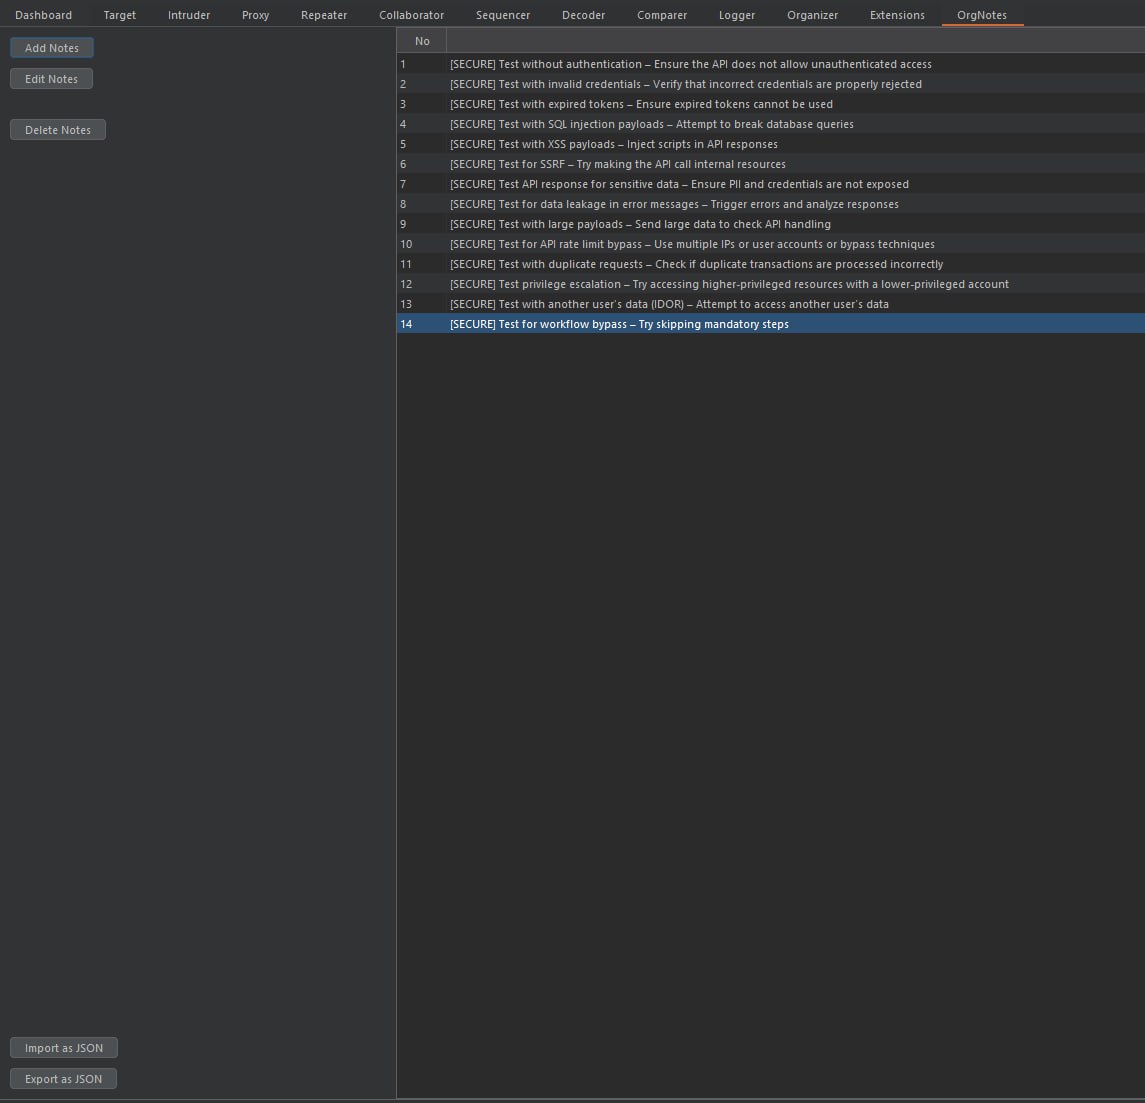 Dashboard Target Intruder Proxy Repeater Collaborator Sequencer Decoder Comparer Logger Organizer Extensions OrgNotes
Add Notes
Edit Notes
Delete Notes
No
1 [SECURE] Test without authentication – Ensure the API does not allow unauthenticated access
2 [SECURE] Test with invalid credentials – Verify that incorrect credentials are properly rejected
3 [SECURE] Test with expired tokens – Ensure expired tokens cannot be used
4 [SECURE] Test with SQL injection payloads – Attempt to break database queries
5 [SECURE] Test with XSS payloads – Inject scripts in API responses
6 [SECURE] Test for SSRF – Try making the API call internal resources
7 [SECURE] Test API response for sensitive data – Ensure PII and credentials are not exposed
8 [SECURE] Test for data leakage in error messages – Trigger errors and analyze responses
9 [SECURE] Test with large payloads – Send large data to check API handling
10 [SECURE] Test for API rate limit bypass – Use multiple IPs or user accounts or bypass techniques
11 [SECURE] Test with duplicate requests – Check if duplicate transactions are processed incorrectly
12 [SECURE] Test privilege escalation – Try accessing higher-privileged resources with a lower-privileged account
13 [SECURE] Test with another user's data (IDOR) – Attempt to access another user's data
14 [SECURE] Test for workflow bypass – Try skipping mandatory steps
Import as JSON
Export as JSON